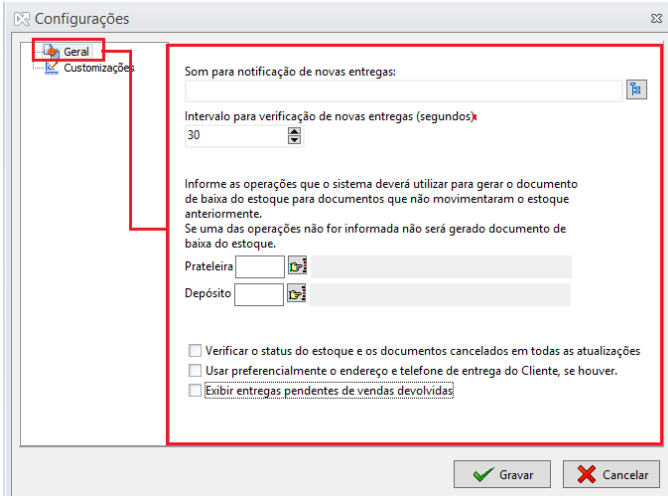 Configurações
Geral
Customizações
Som para notificação de novas entregas:
Intervalo para verificação de novas entregas (segundos)
30
Informe as operações que o sistema deverá utilizar para gerar o documento
de baixa do estoque para documentos que não movimentaram o estoque
anteriormente.
Se uma das operações não for informada não será gerado documento de
baixa do estoque.
Prateleira
Depósito
Verificar o status do estoque e os documentos cancelados em todas as atualizações
Usar preferencialmente o endereço e telefone de entrega do Cliente, se houver.
Exibir entregas pendentes de vendas devolvidas
Gravar
Cancelar